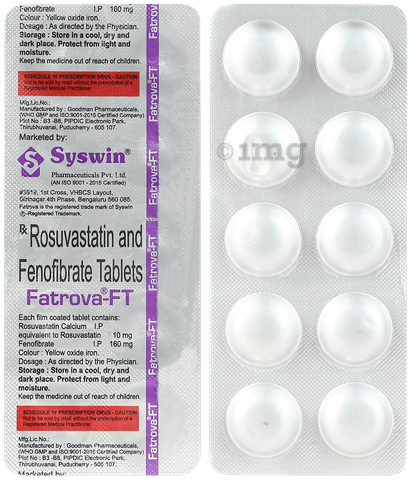 Fenofibrate I.P 160 mg
Colour : Yellow oxide iron.
Dosage : As directed by the Physician.
Storage : Store in a cool, dry and
dark place. Protect from light and
moisture.
Keep the medicine out of reach of children.
SCHEDULE 'H' PRESCRIPTION DRUG - CAUTION
Not to be sold by retail without the prescription of a
Registered Medical Practitioner.
Mfg.Lic.No.:
Manufactured by : Goodman Pharmaceuticals,
(WHO GMP and ISO:9001-2015 Certified Company)
Plot No : B3 -B8, PIPDIC Electronic Park,
Thirubhuvanai, Puducherry - 605 107.
Marketed by:
S Syswin®
Pharmaceuticals Pvt. Ltd.
(AN ISO 9001 - 2015 Certified)
1st Cross, VHBCS Layout,
Girinagar 4th Phase, Bengaluru 560 085.
Fatrova is the registered trade mark of Syswin
®-Registered Trademark.
℞ Rosuvastatin and
Fenofibrate Tablets
Fatrova®-FT
Each film coated tablet contains:
Rosuvastatin Calcium I.P
equivalent to Rosuvastatin 10 mg
Fenofibrate I.P 160 mg
Colour : Yellow oxide iron.
Dosage : As directed by the Physician.
Storage : Store in a cool, dry and
dark place. Protect from light and
moisture.
Keep the medicine out of reach of children.
SCHEDULE 'H' PRESCRIPTION DRUG - CAUTION
Not to be sold by retail without the prescription of a
Registered Medical Practitioner.
Mfg.Lic.No.:
Manufactured by : Goodman Pharmaceuticals,
(WHO GMP and ISO:9001-2015 Certified Company)
Plot No : B3 -B8, PIPDIC Electronic Park,
Thirubhuvanai, Puducherry - 605 107.
Marketed by:
Fatrova®-FT
Fatrova®-FT
Fatrova®-FT
Fatrova®-FT
Fatrova®-FT
1mg